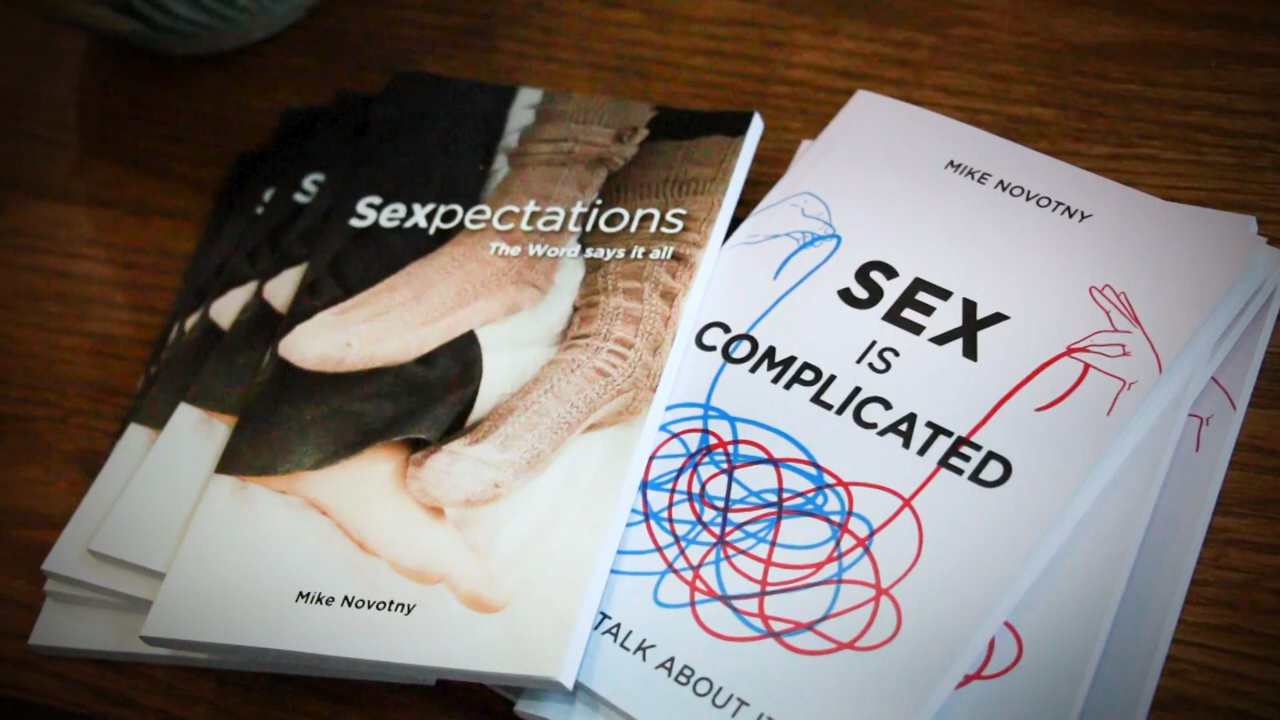 Sexpectations
The Word says it all
Mike Novotny
S
MIKE NOVOTNY
SEX
IS
COMPLICATED
TALK ABOUT